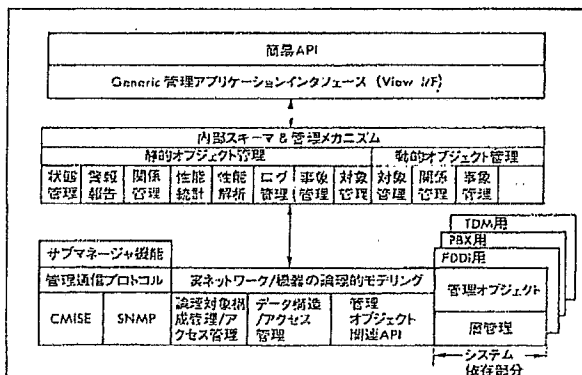 簡易API
Generic 管理アプリケーションインタフェース (View I/F)
内部スキーマ & 管理メカニズム
静的オブジェクト管理
動的オブジェクト管理
状態管理
警報報告
関係管理
性能統計
性能解析
ログ管理
事象管理
対象管理
対象管理
関係管理
事象管理
TDM用
PBX用
FDDI用
サブマネージャ機能
管理通信プロトコル
実ネットワーク/機器の論理的モデリング
管理オブジェクト
CMISE
SNMP
論理対象構成管理/アクセス管理
データ構造/アクセス管理
管理オブジェクト関連API
層管理
システム依存部分